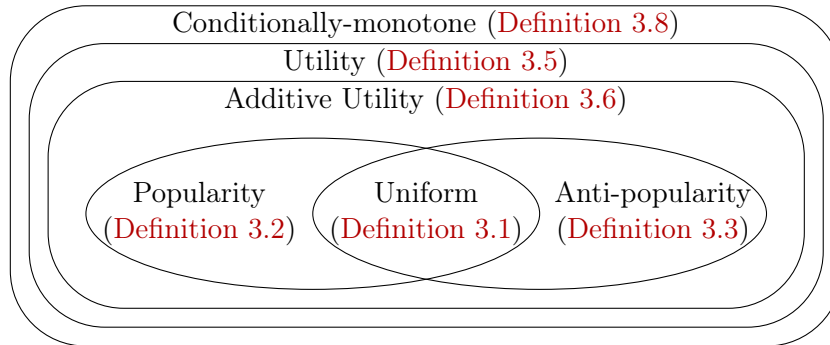 Conditionally-monotone (Definition 3.8)
Utility (Definition 3.5)
Additive Utility (Definition 3.6)
Popularity Uniform Anti-popularity
(Definition 3.2) (Definition 3.1) (Definition 3.3)